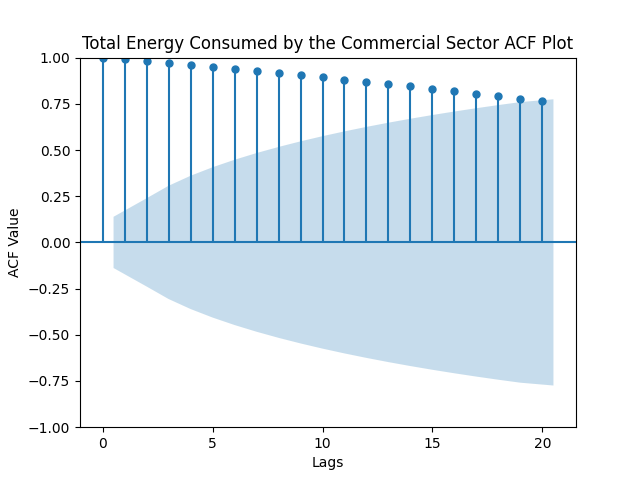 Total Energy Consumed by the Commercial Sector ACF Plot
1.00
0.75
0.50
0.25
0.00
−0.25
−0.50
−0.75
−1.00
ACF Value
0 5 10 15 20
Lags